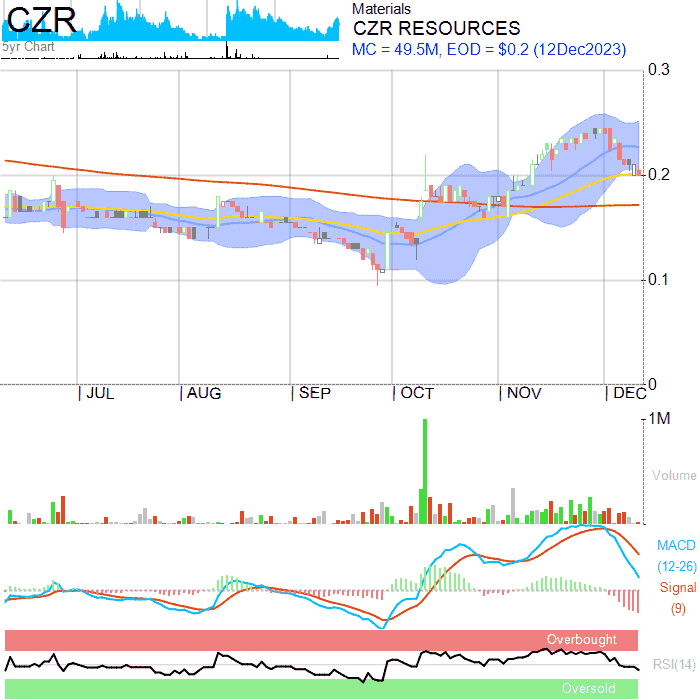 CZR
5yr Chart
Materials
CZR RESOURCES
MC = 49.5M, EOD = $0.2 (12Dec2023)
0.3
0.2
0.1
0
JUL
AUG
SEP
OCT
NOV
DEC
1M
Volume
MACD
(12-26)
Signal
(9)
Overbought
RSI(14)
Oversold